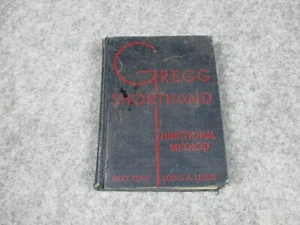 GREGG
SHORTHAND
FUNCTIONAL
METHOD
PART ONE LOUIS A. LESLIE